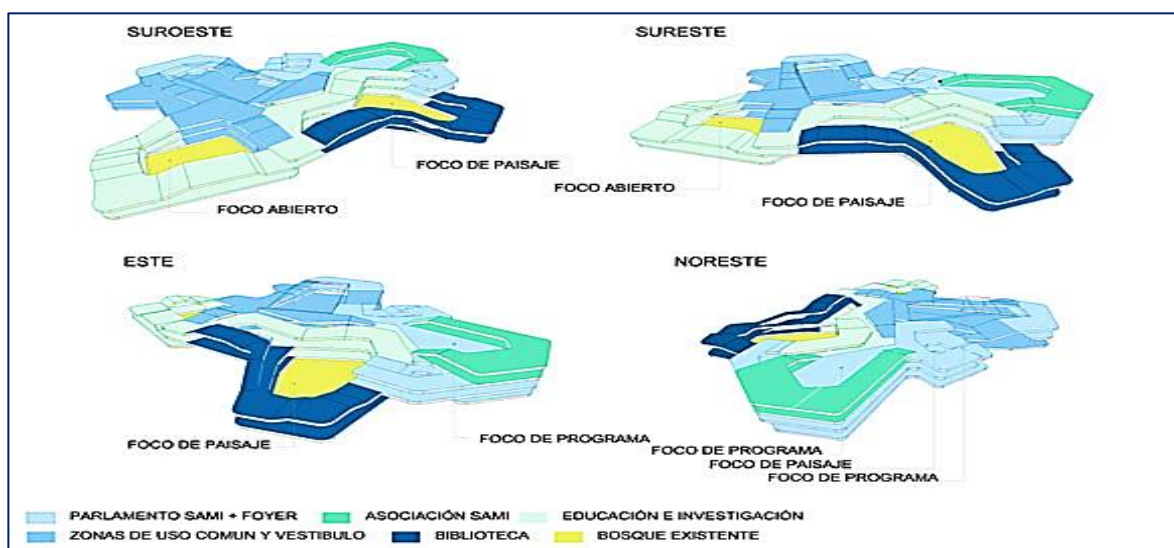 SUROESTE
SURESTE
FOCO DE PAISAJE
FOCO ABIERTO
FOCO ABIERTO
FOCO DE PAISAJE
ESTE
NORESTE
FOCO DE PAISAJE
FOCO DE PROGRAMA
FOCO DE PROGRAMA
FOCO DE PAISAJE
FOCO DE PROGRAMA
PARLAMENTO SAMI + FOYER
ASOCIACIÓN SAMI
EDUCACIÓN E INVESTIGACIÓN
ZONAS DE USO COMUN Y VESTIBULO
BIBLIOTECA
BOSQUE EXISTENTE